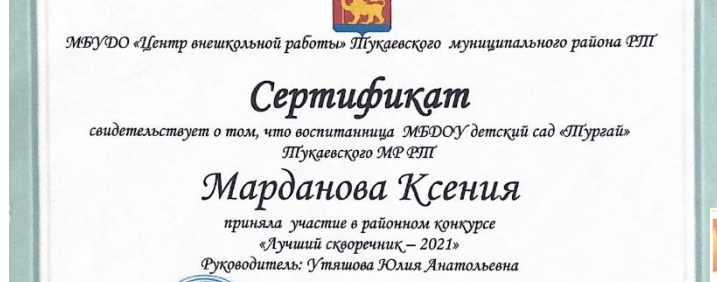 МБУДО «Центр внешкольной работы» Тукаевского муниципального района РТ
Сертификат
свидетельствует о том, что воспитанница МБДОУ детский сад «Тургай»
Тукаевского МР РТ
Марданова Ксения
приняла участие в районном конкурсе
«Лучший скворечник – 2021»
Руководитель: Утяшова Юлия Анатольевна